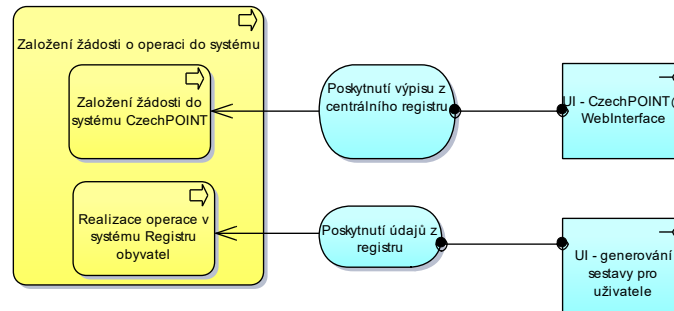 Založení žádosti o operaci do systému
Založení žádosti do
systému CzechPOINT
Poskytnutí výpisu z
centrálního registru
UI - CzechPOINT@
WebInterface
Realizace operace v
systému Registru
obyvatel
Poskytnutí údajů z
registru
UI - generování
sestavy pro
uživatele